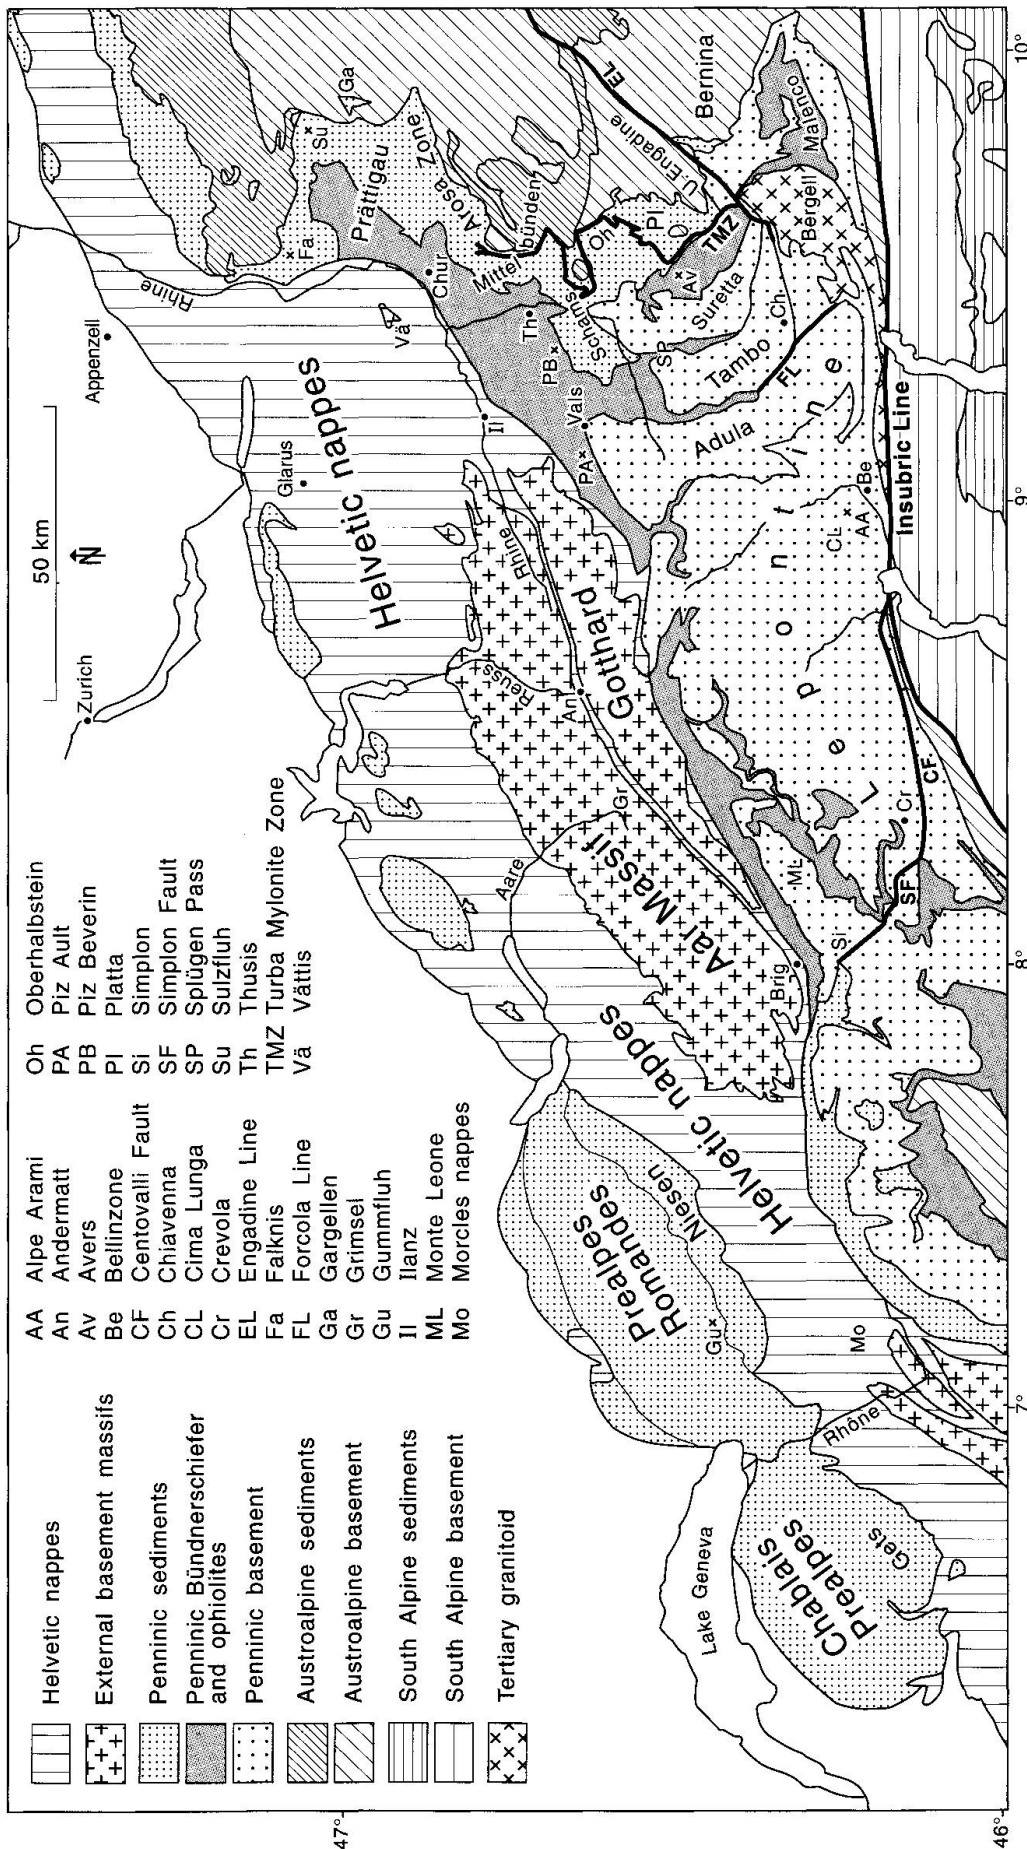 Helvetic nappes
External basement massifs
Penninic sediments
Penninic Bündnerschiefer
and ophiolites
Penninic basement
Austroalpine sediments
Austroalpine basement
South Alpine sediments
South Alpine basement
Tertiary granitoid
AA Alpe Arami
An Andermatt
Av Avers
Be Bellinzone
CF Centovalli Fault
Ch Chiavenna
CL Cima Lunga
Cr Crevola
EL Engadine Line
Fa Falknis
FL Forcola Line
Ga Gargellen
Gr Grimsel
Gu Gummfluh
Il Ilanz
ML Monte Leone
Mo Morcles nappes
Oh Oberhalbstein
PA Piz Ault
PB Piz Beverin
Pl Platta
Si Simplon
SF Simplon Fault
SP Splügen Pass
Su Sulzfluh
Th Thusis
TMZ Turba Mylonite Zone
Vä Vättis
50 km
N
Zurich
Appenzell
Rhine
Glarus
Helvetic nappes
Vä
Fa
Su
Ga
Prättigau
Chur
Arosa
Zone
Mittel
bünden
Il
Th
PB
Schams
Oh
Pl
U.Engadine
EL
Bernina
Vals
PA
Av
TMZ
SP
Suretta
Tambo
Ch
FL
Bergell
Malenco
Adula
Reuss
Rhine
An
Gotthard
Aare
Gr
Aar Massif
Brig
Si
ML
SF
Cr
CF
Lepontine
CL
AA
Be
Insubric Line
Prealpes
Romandes
Niesen
Gu
Helvetic nappes
Mo
Rhône
Lake Geneva
Chablais
Prealpes
Gets
47°
46°
7°
8°
9°
10°